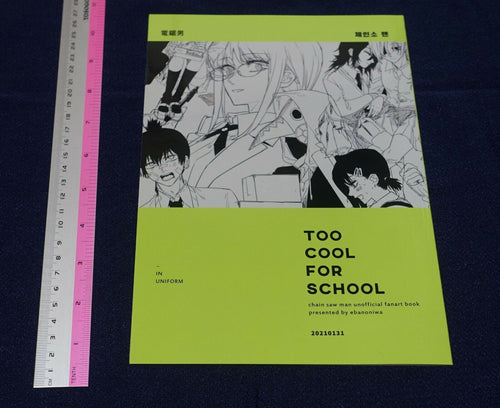 電鋸男
체인소 맨
-
IN
UNIFORM
TOO
COOL
FOR
SCHOOL
chain saw man unofficial fanart book
presented by ebanoniwa
20210131